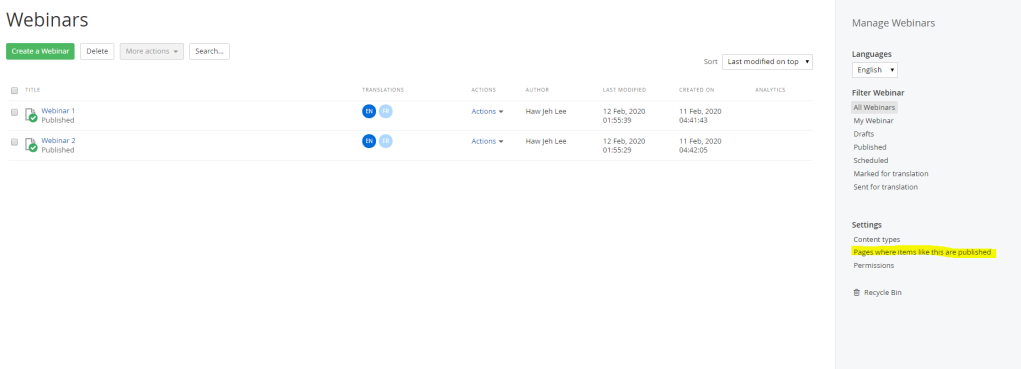 Webinars
Create a Webinar Delete More actions Search...
Sort Last modified on top
TITLE TRANSLATIONS ACTIONS AUTHOR LAST MODIFIED CREATED ON ANALYTICS
Webinar 1 EN FR Actions Haw Jeh Lee 12 Feb, 2020 11 Feb, 2020
Published 01:55:39 04:41:43
Webinar 2 EN FR Actions Haw Jeh Lee 12 Feb, 2020 11 Feb, 2020
Published 01:55:29 04:42:05
Manage Webinars
Languages
English
Filter Webinar
All Webinars
My Webinar
Drafts
Published
Scheduled
Marked for translation
Sent for translation
Settings
Content types
Pages where items like this are published
Permissions
Recycle Bin